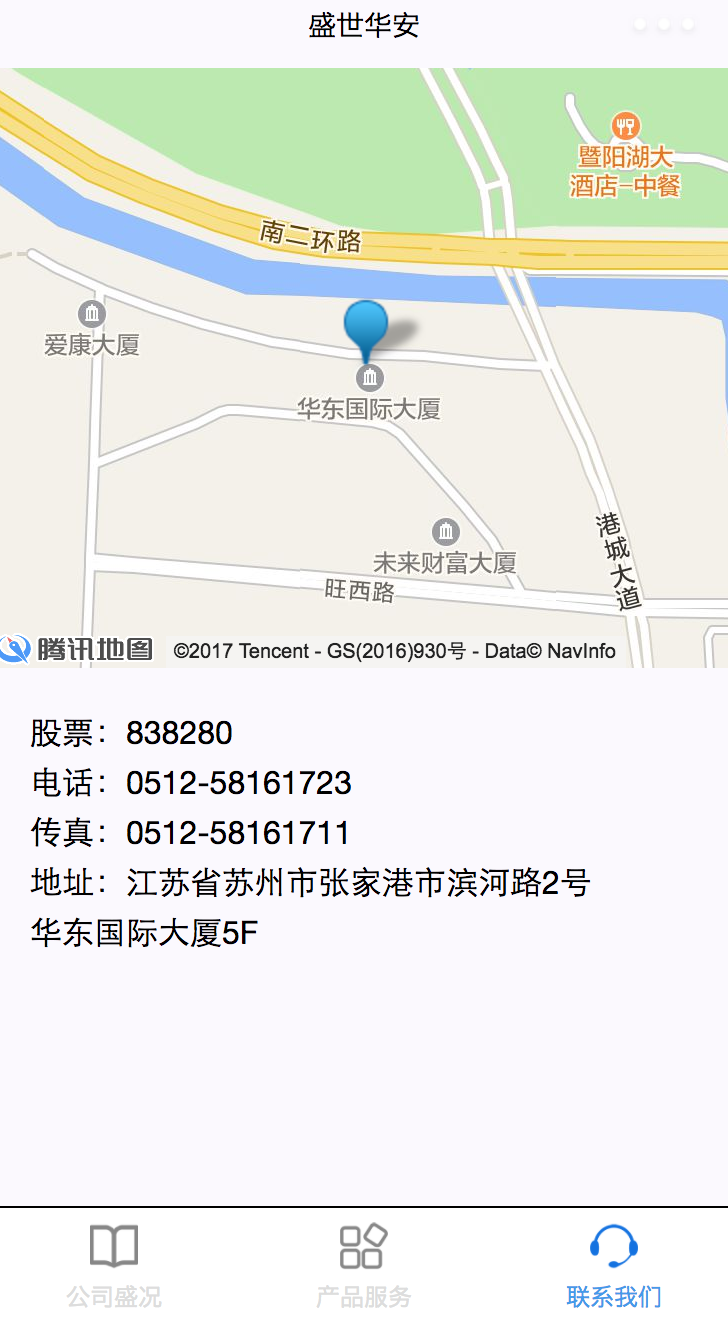 盛世华安
暨阳湖大
酒店-中餐
南二环路
爱康大厦
华东国际大厦
港城大道
未来财富大厦
旺西路
腾讯地图 ©2017 Tencent - GS(2016)930号 - Data© NavInfo
股票：838280
电话：0512-58161723
传真：0512-58161711
地址：江苏省苏州市张家港市滨河路2号
华东国际大厦5F
公司盛况 产品服务 联系我们